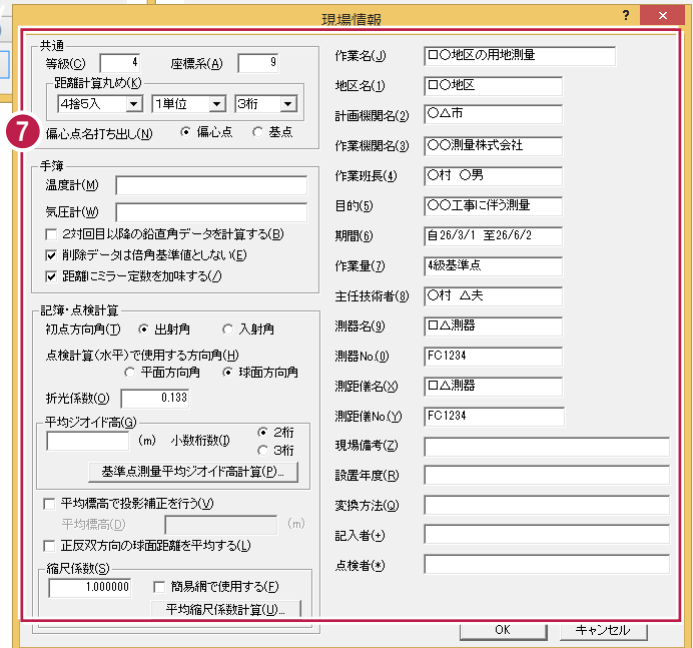 現場情報
?
×
7
共通
等級(C) 4 座標系(A) 9
距離計算丸め(K)
4捨5入 1単位 3桁
偏心点名打ち出し(N) 偏心点 基点
手簿
温度計(M)
気圧計(W)
2対回目以降の鉛直角データを計算する(B)
削除データは倍角基準値としない(E)
距離にミラー定数を加味する(/)
記簿・点検計算
初点方向角(T) 出射角 入射角
点検計算(水平)で使用する方向角(H)
平面方向角 球面方向角
折光係数(O) 0.133
平均ジオイド高(G)
(m) 小数桁数(I) 2桁
3桁
基準点測量平均ジオイド高計算(P)...
平均標高で投影補正を行う(V)
平均標高(D) (m)
正反双方向の球面距離を平均する(L)
縮尺係数(S)
1.000000 簡易網で使用する(F)
平均縮尺係数計算(U)...
作業名(J) 口〇地区の用地測量
地区名(1) 口〇地区
計画機関名(2) 〇△市
作業機関名(3) 〇〇測量株式会社
作業班長(4) 〇村 〇男
目的(5) 〇〇工事に伴う測量
期間(6) 自26/3/1 至26/6/2
作業量(7) 4級基準点
主任技術者(8) 〇村 △夫
測器名(9) 口△測器
測器No.(0) FC1234
測距儀名(X) 口△測器
測距儀No.(Y) FC1234
現場備考(Z)
設置年度(R)
変換方法(Q)
記入者(+)
点検者(*)
OK キャンセル